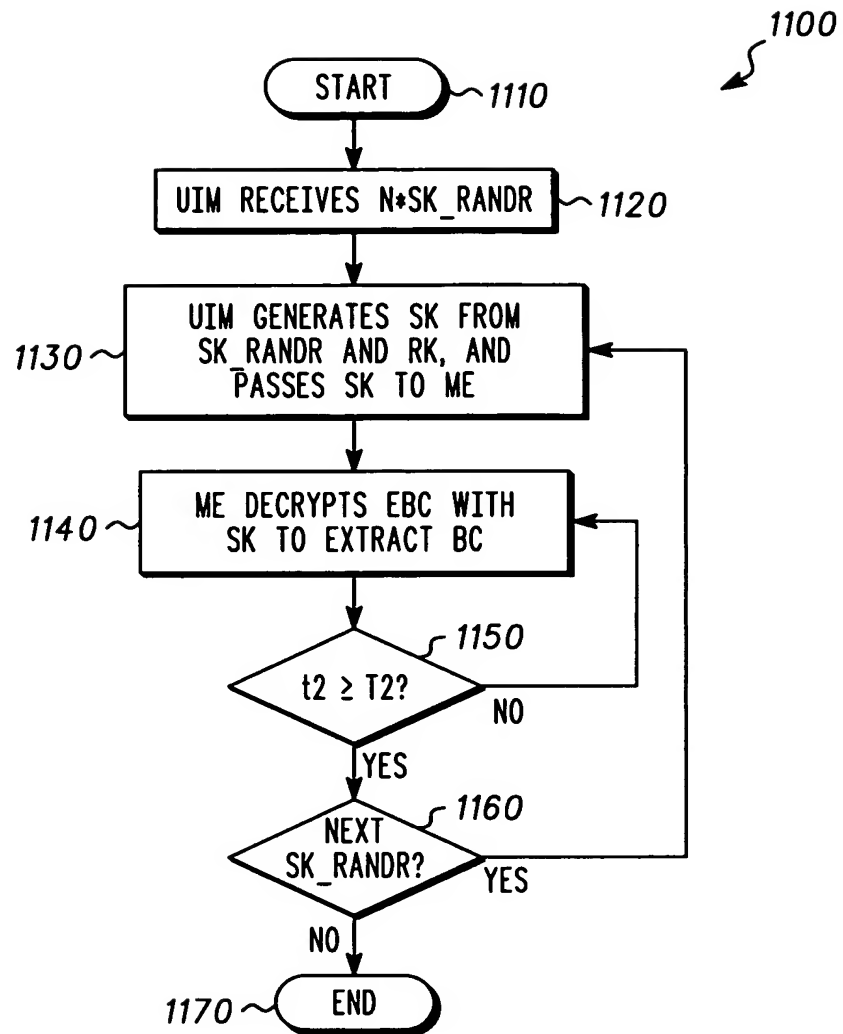 1100
START
1110
UIM RECEIVES N*SK_RANDR
1120
UIM GENERATES SK FROM
SK_RANDR AND RK, AND
PASSES SK TO ME
1130
ME DECRYPTS EBC WITH
SK TO EXTRACT BC
1140
1150
t2 ≥ T2?
NO
YES
1160
NEXT
SK_RANDR?
YES
NO
END
1170